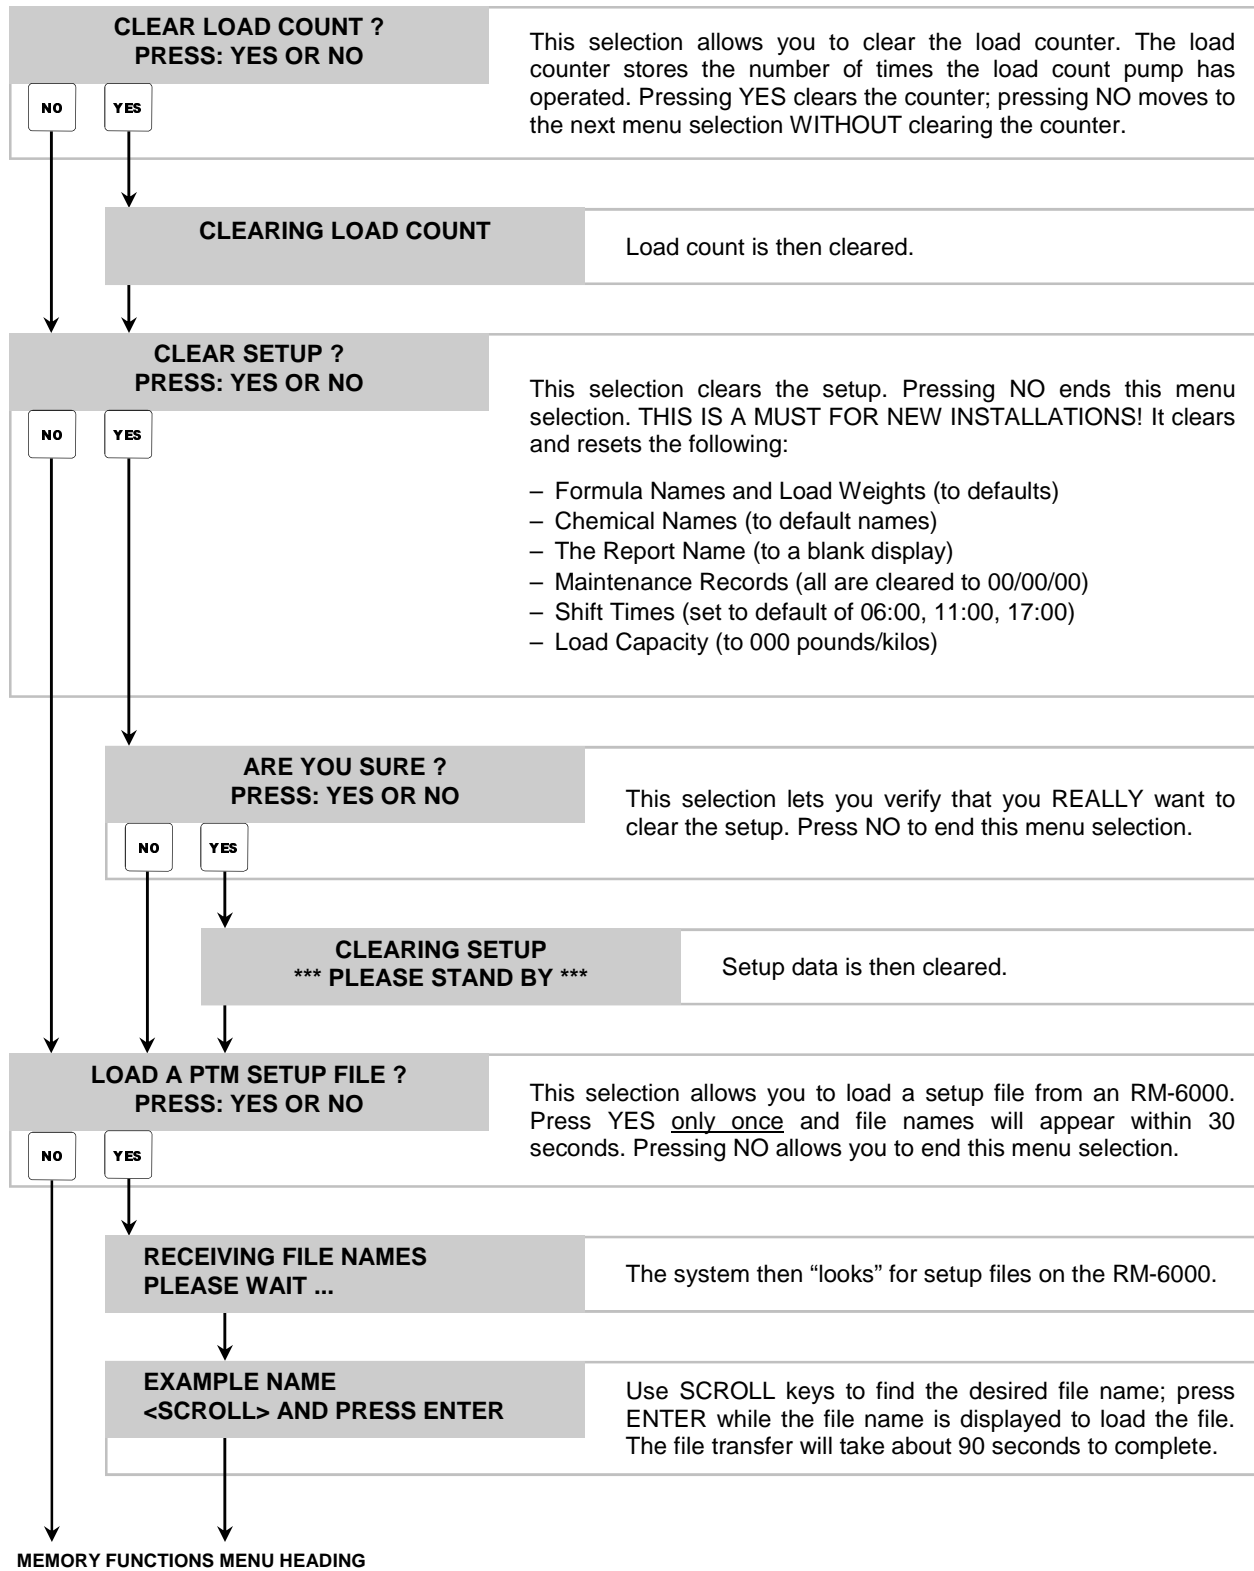 CLEAR LOAD COUNT ?
PRESS: YES OR NO
NO
YES
This selection allows you to clear the load counter. The load
counter stores the number of times the load count pump has
operated. Pressing YES clears the counter; pressing NO moves to
the next menu selection WITHOUT clearing the counter.
CLEARING LOAD COUNT
Load count is then cleared.
CLEAR SETUP ?
PRESS: YES OR NO
NO
YES
This selection clears the setup. Pressing NO ends this menu
selection. THIS IS A MUST FOR NEW INSTALLATIONS! It clears
and resets the following:
– Formula Names and Load Weights (to defaults)
– Chemical Names (to default names)
– The Report Name (to a blank display)
– Maintenance Records (all are cleared to 00/00/00)
– Shift Times (set to default of 06:00, 11:00, 17:00)
– Load Capacity (to 000 pounds/kilos)
ARE YOU SURE ?
PRESS: YES OR NO
NO
YES
This selection lets you verify that you REALLY want to
clear the setup. Press NO to end this menu selection.
CLEARING SETUP
*** PLEASE STAND BY ***
Setup data is then cleared.
LOAD A PTM SETUP FILE ?
PRESS: YES OR NO
NO
YES
This selection allows you to load a setup file from an RM-6000.
Press YES only once and file names will appear within 30
seconds. Pressing NO allows you to end this menu selection.
RECEIVING FILE NAMES
PLEASE WAIT ...
The system then “looks” for setup files on the RM-6000.
EXAMPLE NAME
<SCROLL> AND PRESS ENTER
Use SCROLL keys to find the desired file name; press
ENTER while the file name is displayed to load the file.
The file transfer will take about 90 seconds to complete.
MEMORY FUNCTIONS MENU HEADING